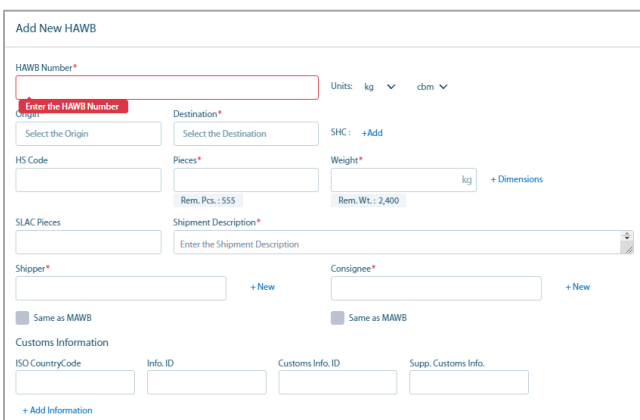 Add New HAWB
HAWB Number*
Units: kg cbm
Enter the HAWB Number
Origin* Destination*
Select the Origin Select the Destination SHC : +Add
HS Code Pieces* Weight*
kg + Dimensions
Rem. Pcs. : 555 Rem. Wt. : 2,400
SLAC Pieces Shipment Description*
Enter the Shipment Description
Shipper* Consignee*
+ New + New
Same as MAWB Same as MAWB
Customs Information
ISO CountryCode Info. ID Customs Info. ID Supp. Customs Info.
+ Add Information